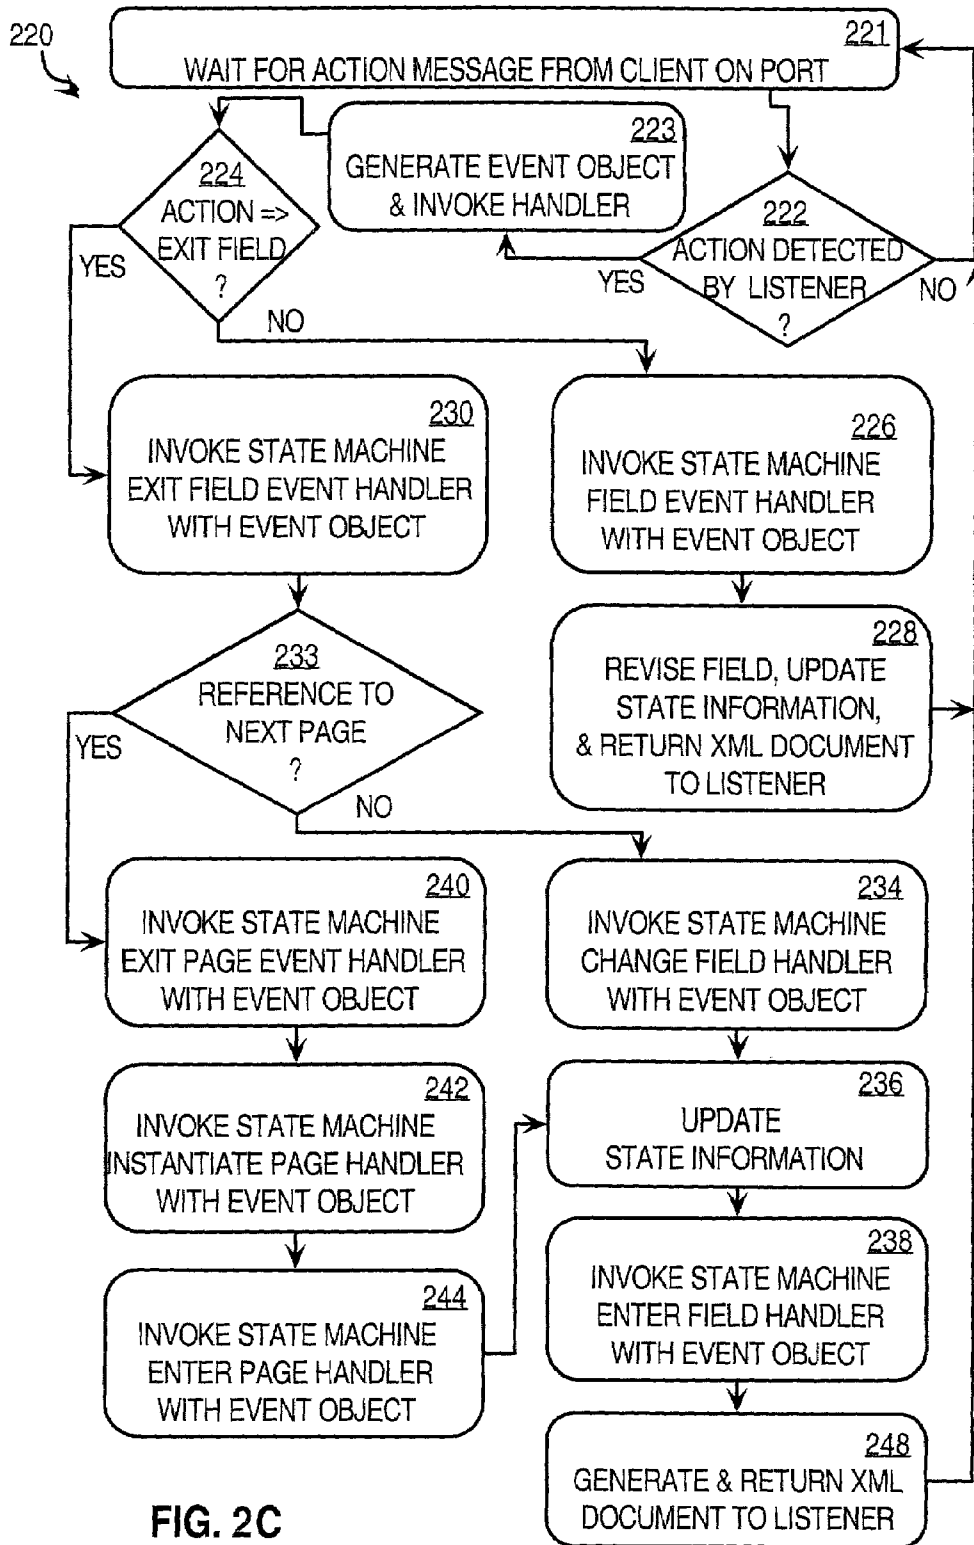 220
221
WAIT FOR ACTION MESSAGE FROM CLIENT ON PORT
223
GENERATE EVENT OBJECT
& INVOKE HANDLER
224
ACTION =>
EXIT FIELD
?
YES
NO
222
ACTION DETECTED
BY LISTENER
?
YES
NO
230
INVOKE STATE MACHINE
EXIT FIELD EVENT HANDLER
WITH EVENT OBJECT
226
INVOKE STATE MACHINE
FIELD EVENT HANDLER
WITH EVENT OBJECT
228
REVISE FIELD, UPDATE
STATE INFORMATION,
& RETURN XML DOCUMENT
TO LISTENER
233
REFERENCE TO
NEXT PAGE
?
YES
NO
240
INVOKE STATE MACHINE
EXIT PAGE EVENT HANDLER
WITH EVENT OBJECT
234
INVOKE STATE MACHINE
CHANGE FIELD HANDLER
WITH EVENT OBJECT
242
INVOKE STATE MACHINE
INSTANTIATE PAGE HANDLER
WITH EVENT OBJECT
236
UPDATE
STATE INFORMATION
244
INVOKE STATE MACHINE
ENTER PAGE HANDLER
WITH EVENT OBJECT
238
INVOKE STATE MACHINE
ENTER FIELD HANDLER
WITH EVENT OBJECT
248
GENERATE & RETURN XML
DOCUMENT TO LISTENER
FIG. 2C